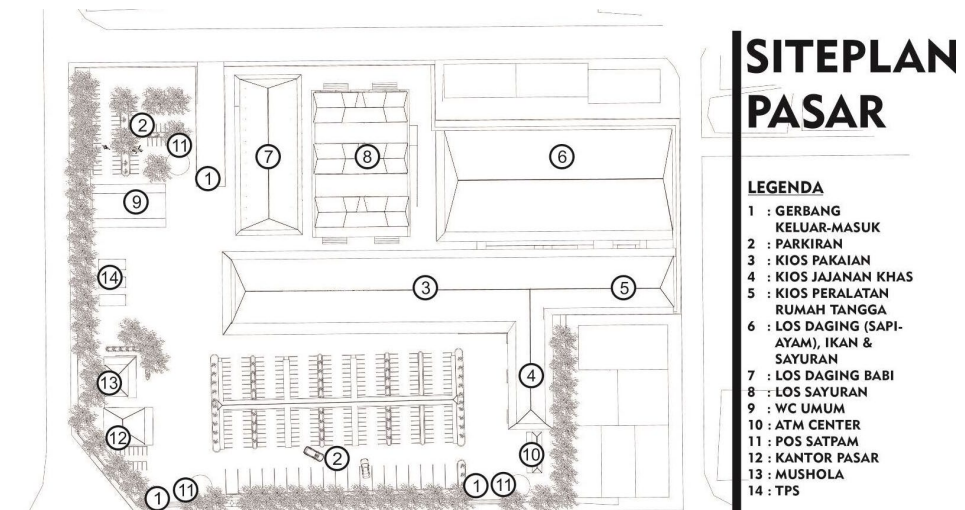 SITEPLAN
PASAR
LEGENDA
1 : GERBANG
KELUAR-MASUK
2 : PARKIRAN
3 : KIOS PAKAIAN
4 : KIOS JAJANAN KHAS
5 : KIOS PERALATAN
RUMAH TANGGA
6 : LOS DAGING (SAPI-
AYAM), IKAN &
SAYURAN
7 : LOS DAGING BABI
8 : LOS SAYURAN
9 : WC UMUM
10 : ATM CENTER
11 : POS SATPAM
12 : KANTOR PASAR
13 : MUSHOLA
14 : TPS
2
11
1
7
8
6
9
14
3
5
13
4
12
2
10
1 11
1 11